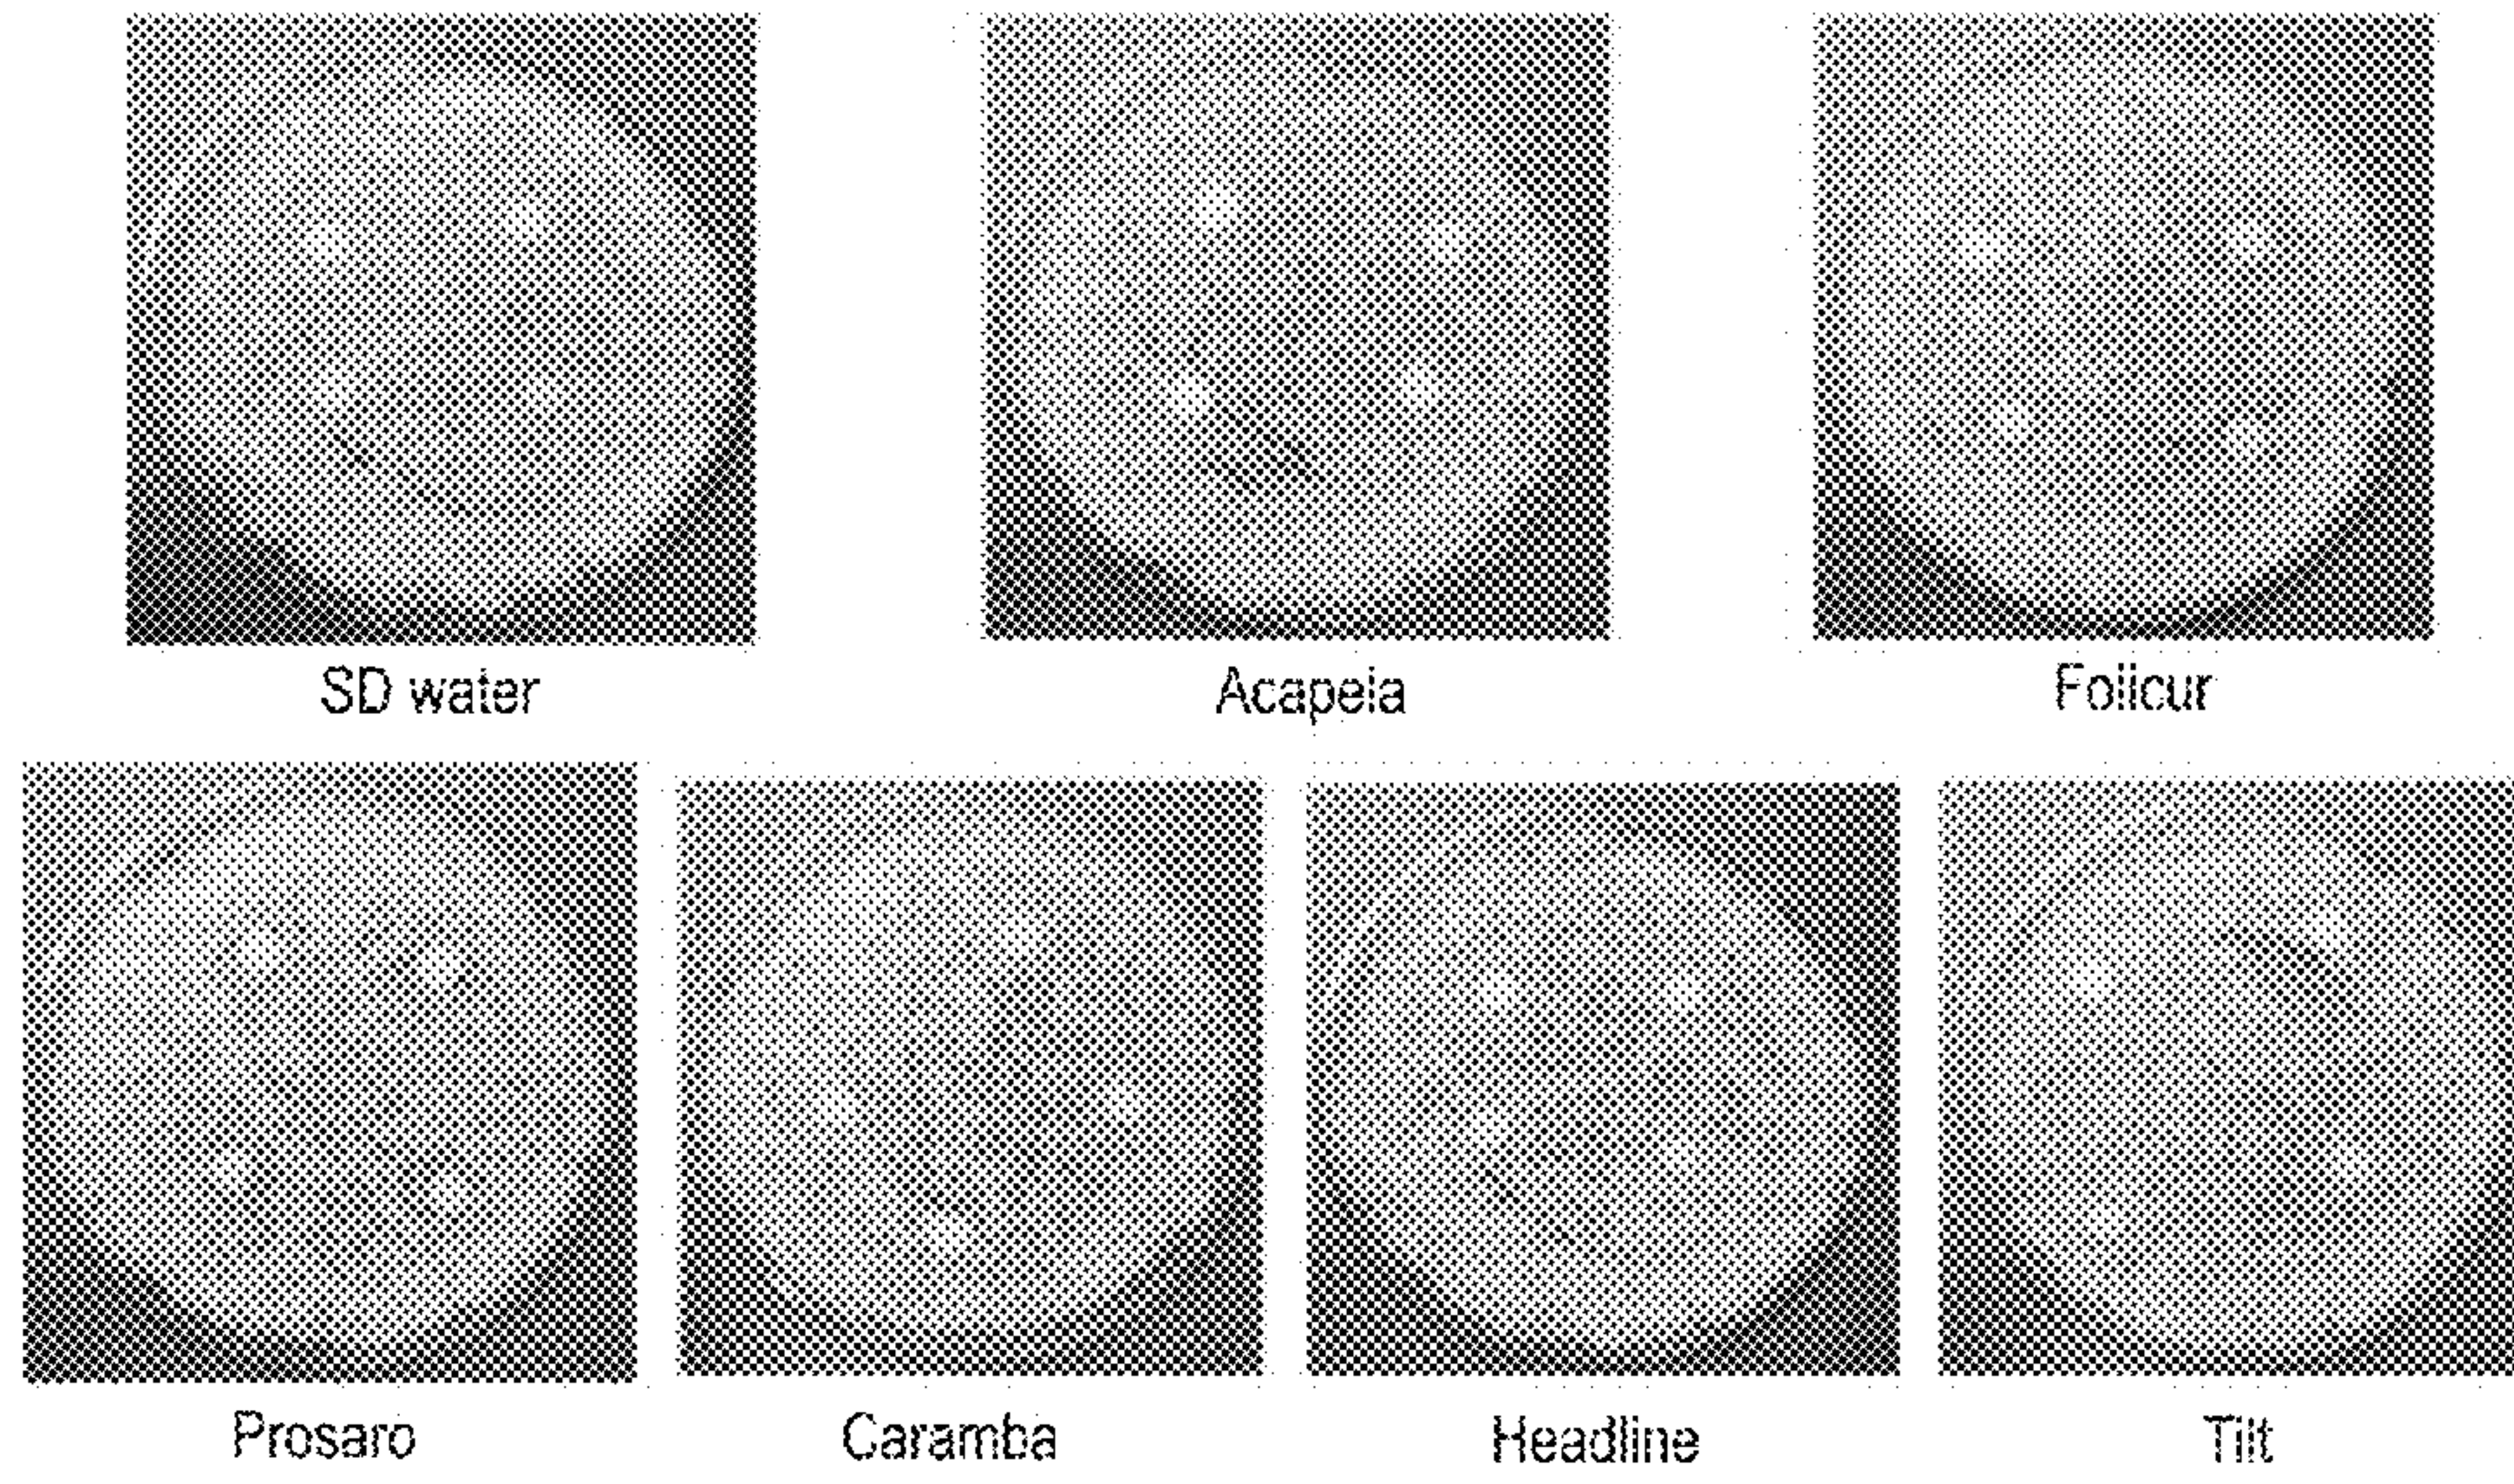 SD water
Acapela
Folicur
Prosaro
Caramba
Headline
Tilt